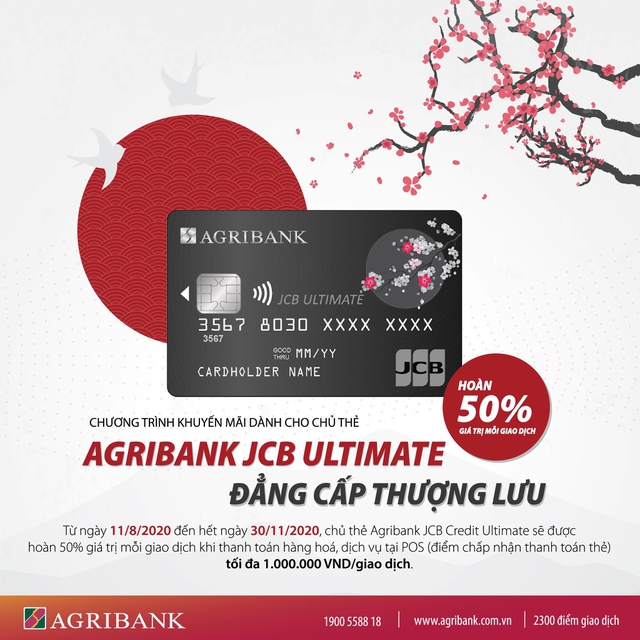 AGRIBANK
JCB ULTIMATE
3567 8030 XXXX XXXX
3567
GOOD THRU MM/YY
CARDHOLDER NAME
JCB
HOÀN
50%
GIÁ TRỊ MỖI GIAO DỊCH
CHƯƠNG TRÌNH KHUYẾN MÃI DÀNH CHO CHỦ THẺ
AGRIBANK JCB ULTIMATE
ĐẲNG CẤP THƯỢNG LƯU
Từ ngày 11/8/2020 đến hết ngày 30/11/2020, chủ thẻ Agribank JCB Credit Ultimate sẽ được
hoàn 50% giá trị mỗi giao dịch khi thanh toán hàng hoá, dịch vụ tại POS (điểm chấp nhận thanh toán thẻ)
tối đa 1.000.000 VND/giao dịch.
AGRIBANK 1900 5588 18 | www.agribank.com.vn | 2300 điểm giao dịch